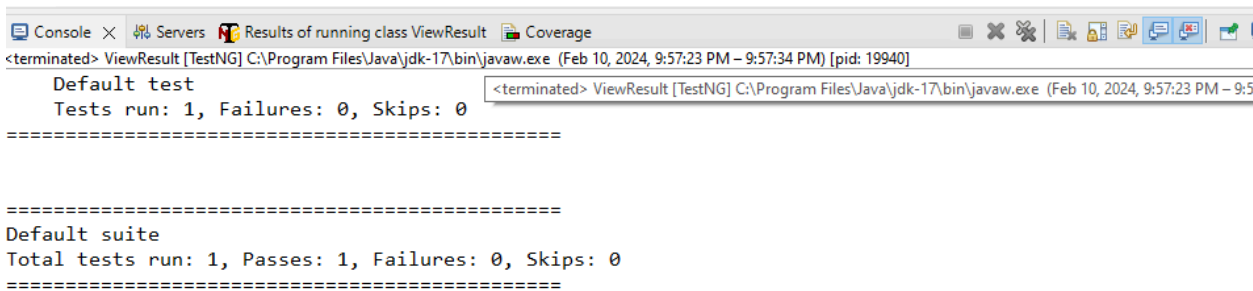 Console Servers Results of running class ViewResult Coverage
<terminated> ViewResult [TestNG] C:\Program Files\Java\jdk-17\bin\javaw.exe (Feb 10, 2024, 9:57:23 PM – 9:57:34 PM) [pid: 19940]
Default test
<terminated> ViewResult [TestNG] C:\Program Files\Java\jdk-17\bin\javaw.exe (Feb 10, 2024, 9:57:23 PM – 9:5
Tests run: 1, Failures: 0, Skips: 0
===============================================
===============================================
Default suite
Total tests run: 1, Passes: 1, Failures: 0, Skips: 0
===============================================